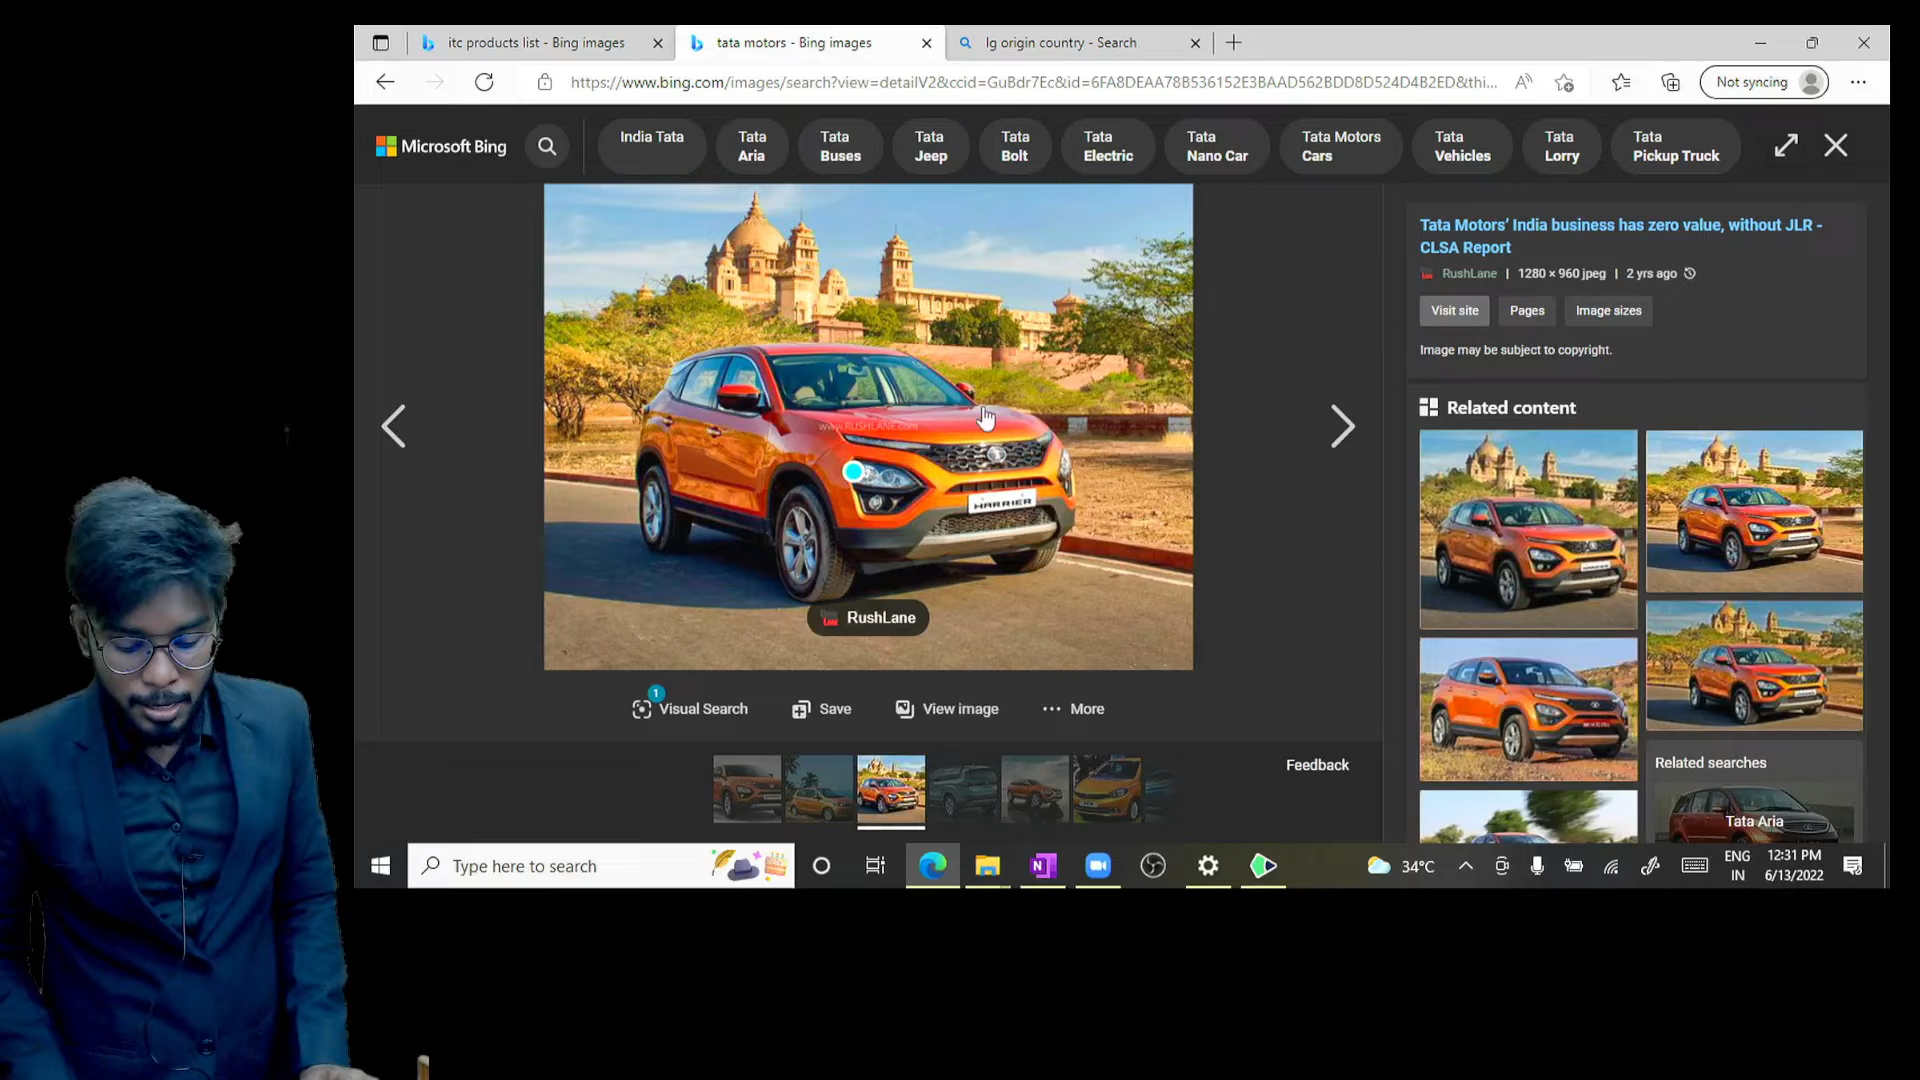 itc products list - Bing images
tata motors - Bing images
lg origin country - Search
https://www.bing.com/images/search?view=detailV2&ccid=GuBdr7Ec&id=6FA8DEAA78B536152E3BAAD562BDD8D524D4B2ED&thi...
Not syncing
Microsoft Bing
India Tata
Tata
Aria
Tata
Buses
Tata
Jeep
Tata
Bolt
Tata
Electric
Tata
Nano Car
Tata Motors
Cars
Tata
Vehicles
Tata
Lorry
Tata
Pickup Truck
www.RUSHLANE.com
HARRIER
RushLane
1
Visual Search
Save
View image
More
Feedback
Tata Motors’ India business has zero value, without JLR -
CLSA Report
RushLane | 1280 × 960 jpeg | 2 yrs ago
Visit site
Pages
Image sizes
Image may be subject to copyright.
Related content
Related searches
Tata Aria
Type here to search
34°C
ENG
IN
12:31 PM
6/13/2022